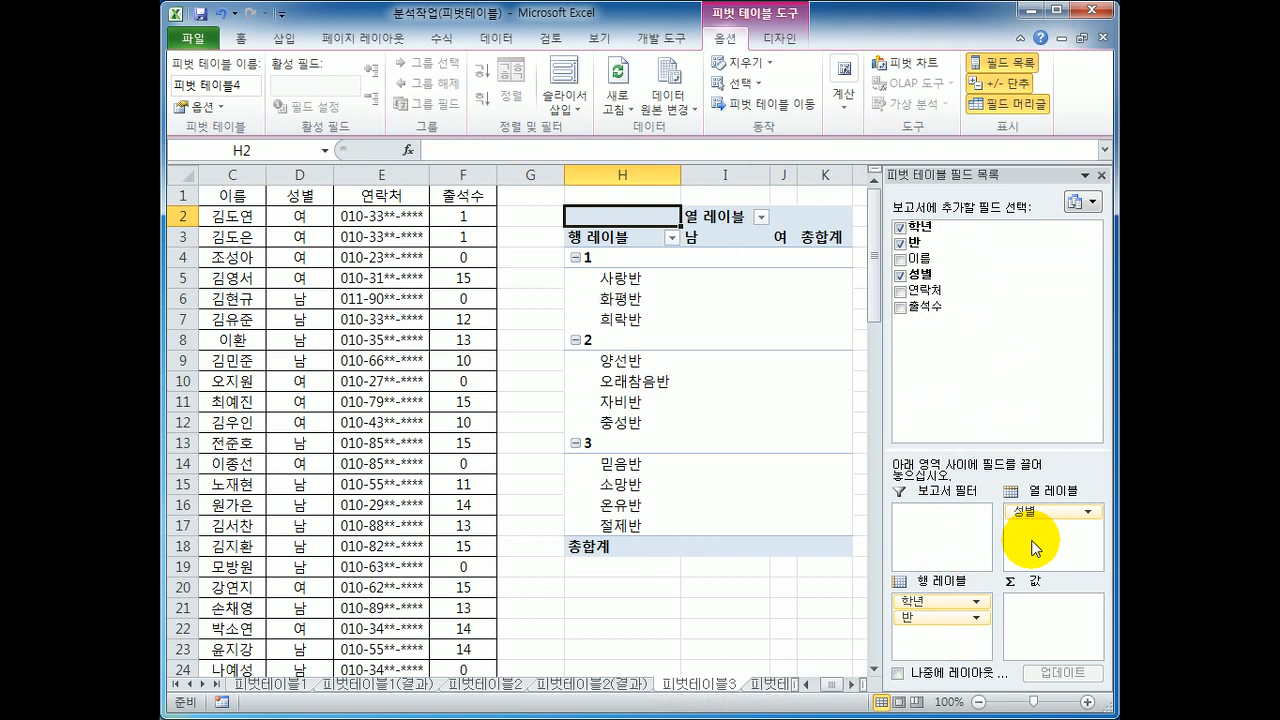 분석작업(피벗테이블) - Microsoft Excel
피벗 테이블 도구
파일 홈 삽입 페이지 레이아웃 수식 데이터 검토 보기 개발 도구 옵션 디자인
피벗 테이블 이름: 활성 필드: 그룹 선택 지우기 피벗 차트 필드 목록
피벗 테이블4 그룹 해제 선택 OLAP 도구 +/- 단추
옵션 필드 설정 그룹 필드 정렬 슬라이서 삽입 새로 고침 데이터 원본 변경 피벗 테이블 이동 계산 가상 분석 필드 머리글
피벗 테이블 활성 필드 그룹 정렬 및 필터 데이터 동작 도구 표시
H2 fx
C D E F G H I J K
1 이름 성별 연락처 출석수
2 김도연 여 010-33**-**** 1 열 레이블
3 김도은 여 010-33**-**** 1 행 레이블 남 여 총합계
4 조성아 여 010-23**-**** 0 1
5 김영서 여 010-31**-**** 15 사랑반
6 김현규 남 011-90**-**** 0 화평반
7 김유준 남 010-33**-**** 12 희락반
8 이환 남 010-35**-**** 13 2
9 김민준 남 010-66**-**** 10 양선반
10 오지원 여 010-27**-**** 0 오래참음반
11 최예진 여 010-79**-**** 15 자비반
12 김우인 여 010-43**-**** 10 충성반
13 전준호 남 010-85**-**** 15 3
14 이종선 여 010-85**-**** 0 믿음반
15 노재현 남 010-55**-**** 11 소망반
16 원가은 남 010-29**-**** 14 온유반
17 김서찬 남 010-88**-**** 13 절제반
18 김지환 남 010-82**-**** 15 총합계
19 모방원 남 010-63**-**** 0
20 강연지 여 010-62**-**** 15
21 손채영 남 010-89**-**** 13
22 박소연 여 010-34**-**** 14
23 윤지강 남 010-55**-**** 14
24 나예성 남 010-34**-**** 0
피벗테이블1 피벗테이블1(결과) 피벗테이블2 피벗테이블2(결과) 피벗테이블3 피벗테
준비 100%
피벗 테이블 필드 목록
보고서에 추가할 필드 선택:
학년
반
이름
성별
연락처
출석수
아래 영역 사이에 필드를 끌어
놓으십시오.
보고서 필터 열 레이블
성별
행 레이블 Σ 값
학년
반
나중에 레이아웃 ... 업데이트